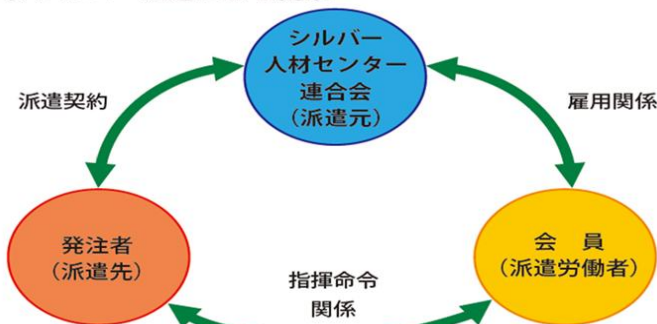 シルバー
人材センター
連合会
(派遣元)
派遣契約
雇用関係
発注者
(派遣先)
会　員
(派遣労働者)
指揮命令
関係